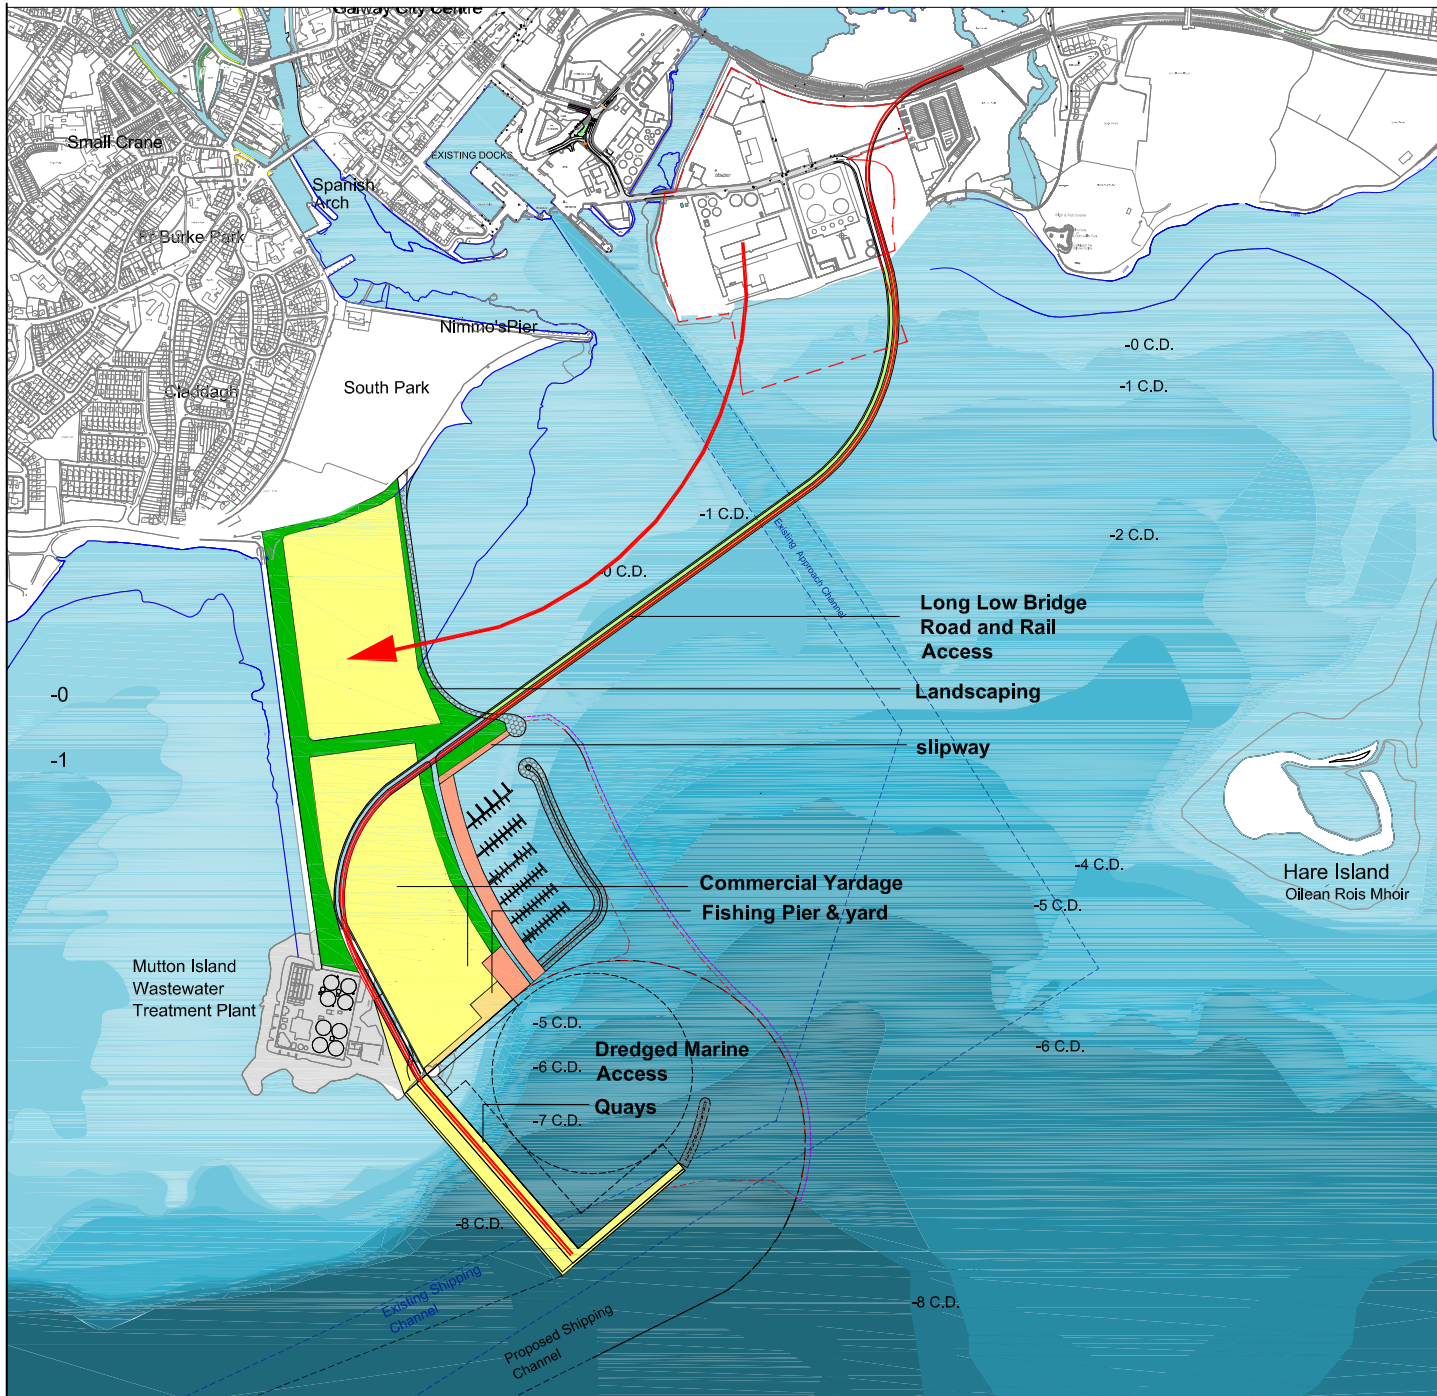 Galway City Centre
Small Crane
EXISTING DOCKS
Spanish
Arch
Fr Burke Park
Nimmo'sPier
South Park
Claddagh
-0 C.D.
-1 C.D.
-1 C.D.
-2 C.D.
Existing Approach Channel
-0 C.D.
Long Low Bridge
Road and Rail
Access
Landscaping
slipway
-0
-1
-4 C.D.
Hare Island
Oilean Rois Mhoir
Commercial Yardage
Fishing Pier & yard
-5 C.D.
Mutton Island
Wastewater
Treatment Plant
-5 C.D.
-6 C.D.
Dredged Marine
Access
-6 C.D.
Quays
-7 C.D.
-8 C.D.
Existing Shipping
Channel
Proposed Shipping
Channel
-8 C.D.